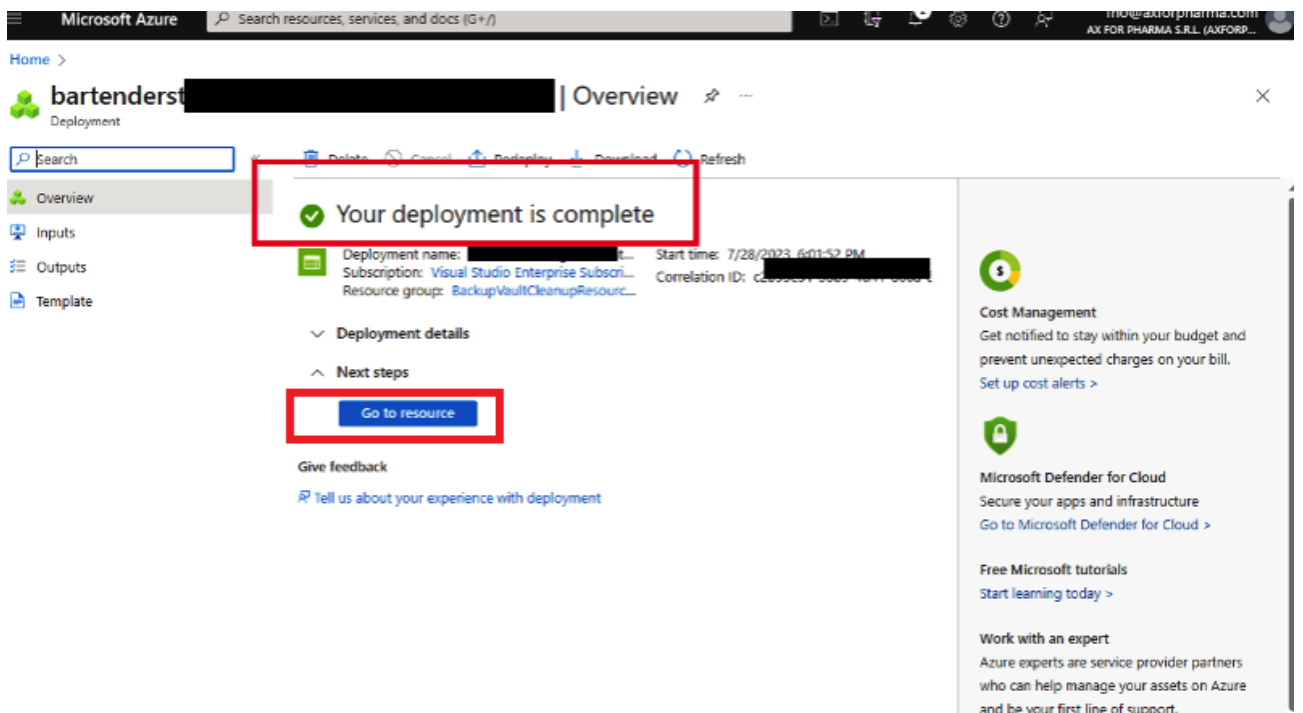 Microsoft Azure
Search resources, services, and docs (G+/)
AX FOR PHARMA S.R.L. (AXFORP...
Home >
bartenderst | Overview
Deployment
Search
Delete Cancel Redeploy Download Refresh
Overview
Inputs
Outputs
Template
Your deployment is complete
Deployment name: t...
Subscription: Visual Studio Enterprise Subscri...
Resource group: BackupVaultCleanupResourc...
Start time: 7/28/2023, 6:01:52 PM
Correlation ID:
Deployment details
Next steps
Go to resource
Give feedback
Tell us about your experience with deployment
Cost Management
Get notified to stay within your budget and
prevent unexpected charges on your bill.
Set up cost alerts >
Microsoft Defender for Cloud
Secure your apps and infrastructure
Go to Microsoft Defender for Cloud >
Free Microsoft tutorials
Start learning today >
Work with an expert
Azure experts are service provider partners
who can help manage your assets on Azure
and be your first line of support.